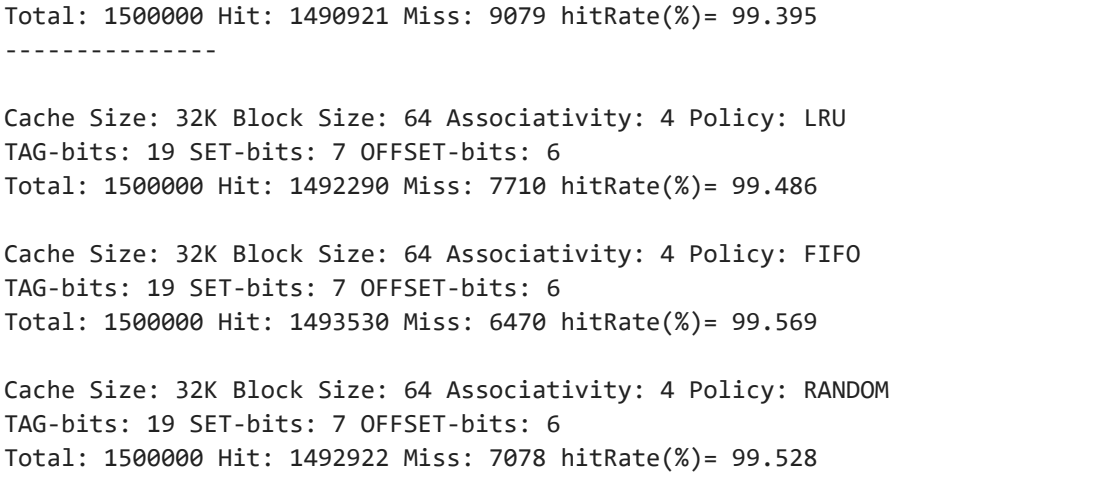 Total: 1500000 Hit: 1490921 Miss: 9079 hitRate(%)= 99.395
---------------
Cache Size: 32K Block Size: 64 Associativity: 4 Policy: LRU
TAG-bits: 19 SET-bits: 7 OFFSET-bits: 6
Total: 1500000 Hit: 1492290 Miss: 7710 hitRate(%)= 99.486
Cache Size: 32K Block Size: 64 Associativity: 4 Policy: FIFO
TAG-bits: 19 SET-bits: 7 OFFSET-bits: 6
Total: 1500000 Hit: 1493530 Miss: 6470 hitRate(%)= 99.569
Cache Size: 32K Block Size: 64 Associativity: 4 Policy: RANDOM
TAG-bits: 19 SET-bits: 7 OFFSET-bits: 6
Total: 1500000 Hit: 1492922 Miss: 7078 hitRate(%)= 99.528